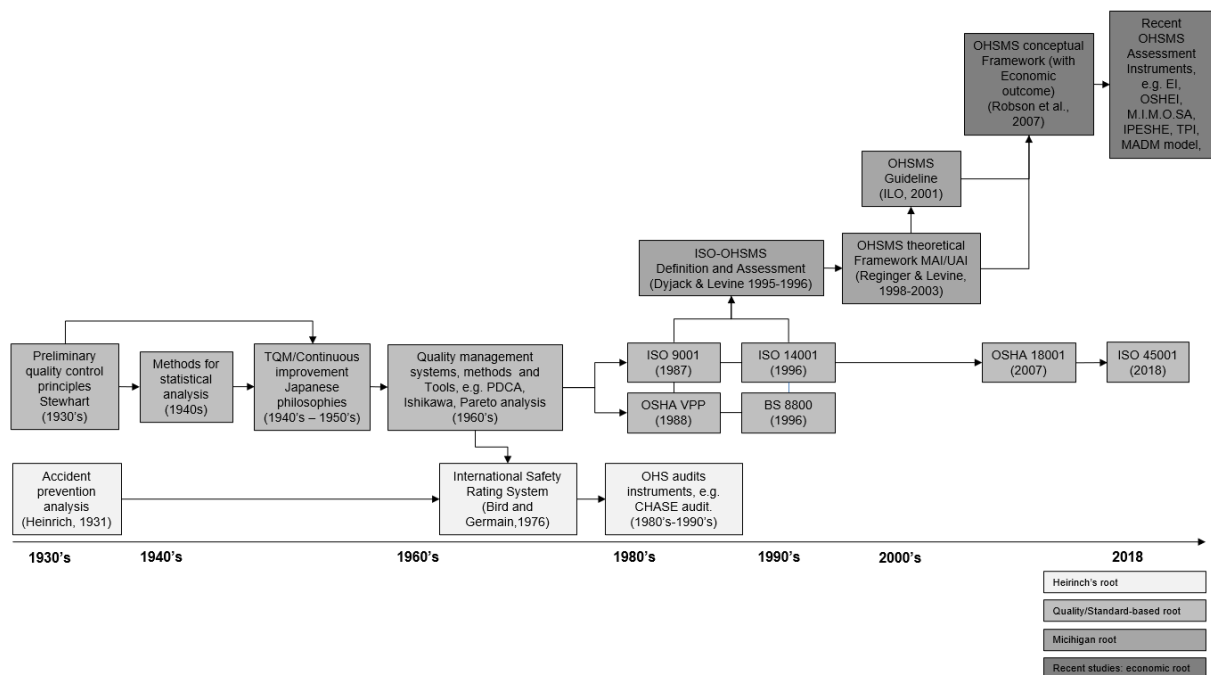 Recent
OHSMS
Assessment
Instruments,
e.g. EI,
OSHEI,
M.I.M.O.SA,
IPESHE, TPI,
MADM model,
OHSMS conceptual
Framework (with
Economic
outcome)
(Robson et al.,
2007)
OHSMS
Guideline
(ILO, 2001)
ISO-OHSMS
Definition and Assessment
(Dyjack & Levine 1995-1996)
OHSMS theoretical
Framework MAI/UAI
(Reginger & Levine,
1998-2003)
Preliminary
quality control
principles
Stewhart
(1930's)
Methods for
statistical
analysis
(1940s)
TQM/Continuous
improvement
Japanese
philosophies
(1940's – 1950's)
Quality management
systems, methods and
Tools, e.g. PDCA,
Ishikawa, Pareto analysis
(1960's)
ISO 9001
(1987)
ISO 14001
(1996)
OSHA 18001
(2007)
ISO 45001
(2018)
OSHA VPP
(1988)
BS 8800
(1996)
Accident
prevention
analysis
(Heinrich, 1931)
International Safety
Rating System
(Bird and
Germain,1976)
OHS audits
instruments, e.g.
CHASE audit.
(1980's-1990's)
1930's
1940's
1960's
1980's
1990's
2000's
2018
Heirinch's root
Quality/Standard-based root
Micihigan root
Recent studies: economic root